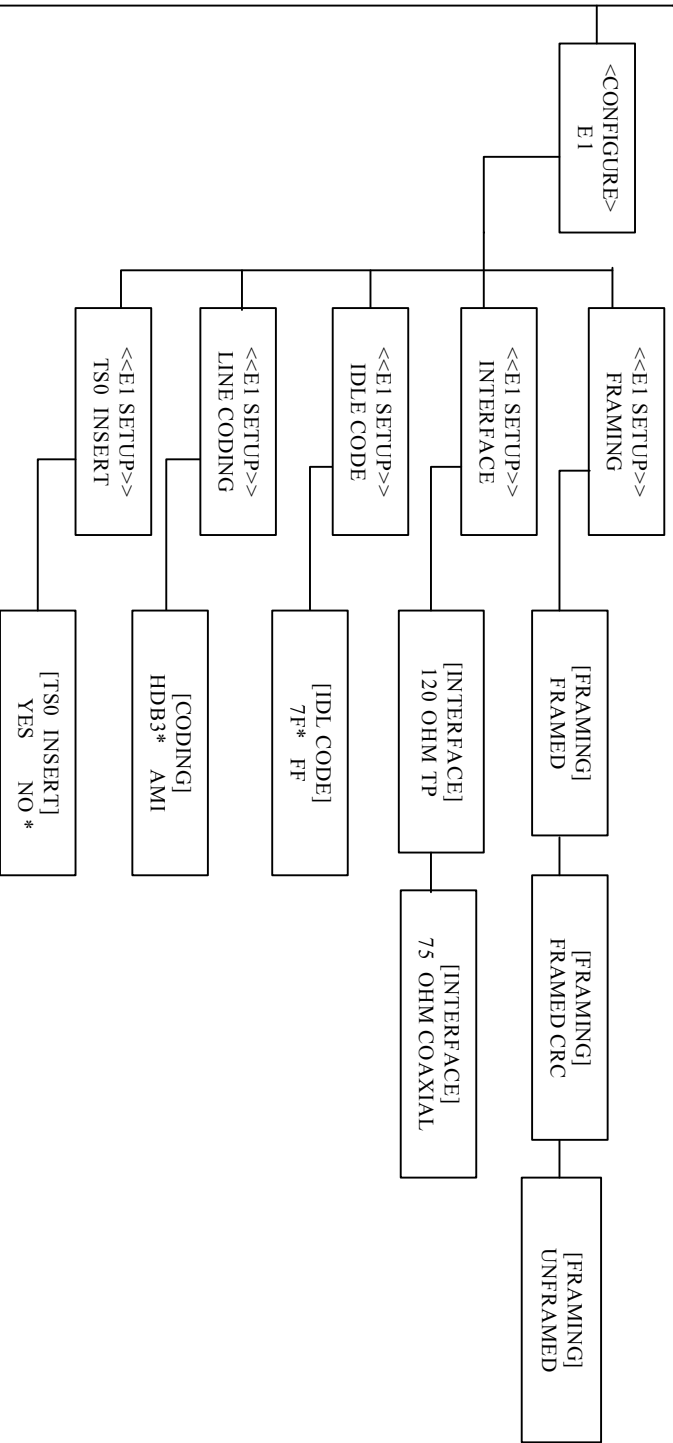 <CONFIGURE>
E1
<<E1 SETUP>>
FRAMING
[FRAMING]
FRAMED
[FRAMING]
FRAMED CRC
[FRAMING]
UNFRAMED
<<E1 SETUP>>
INTERFACE
[INTERFACE]
120 OHM TP
[INTERFACE]
75 OHM COAXIAL
<<E1 SETUP>>
IDLE CODE
[IDL CODE]
7F* FF
<<E1 SETUP>>
LINE CODING
[CODING]
HDB3* AMI
<<E1 SETUP>>
TS0 INSERT
[TS0 INSERT]
YES NO*